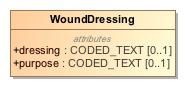 WoundDressing
attributes
+dressing : CODED_TEXT [0..1]
+purpose : CODED_TEXT [0..1]